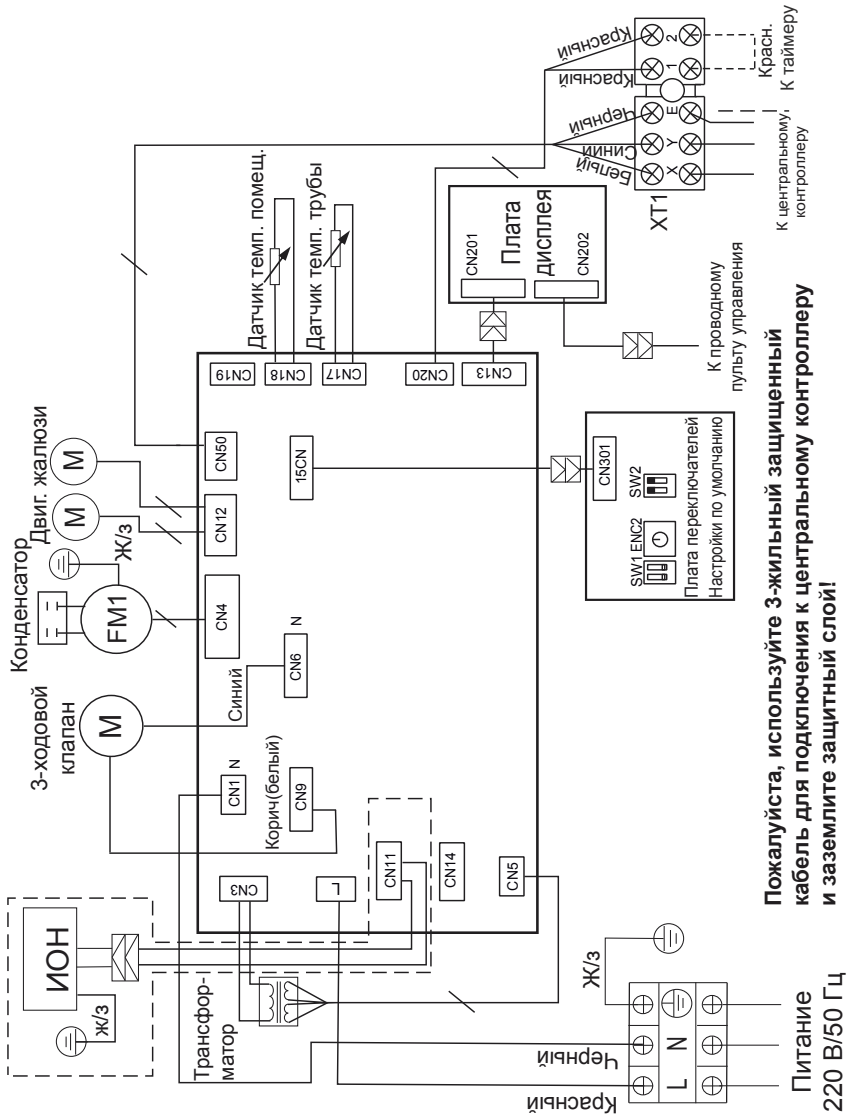 Конденсатор
Двиг. жалюзи
3-ходовой
клапан
M
M
M
FM1
Ж/з
ИОН
Ж/з
Трансфор-
матор
CN3
L
CN1
N
Корич(белый)
CN9
Синий
CN6
N
CN4
CN12
CN50
CN11
CN14
CN5
15CN
CN19
CN18
CN17
CN20
CN13
Датчик темп. помещ.
Датчик темп. трубы
CN201
Плата
дисплея
CN202
К проводному
пульту управления
CN301
SW1 ENC2
SW2
Плата переключателей
Настройки по умолчанию
Красный
Красный
Черный
Синий
Белый
X Y E 1 2
XT1
Красн.
К таймеру
К центральному
контроллеру
Красный
Черный
Ж/з
L N
Питание
220 В/50 Гц
Пожалуйста, используйте 3-жильный защищенный
кабель для подключения к центральному контроллеру
и заземлите защитный слой!